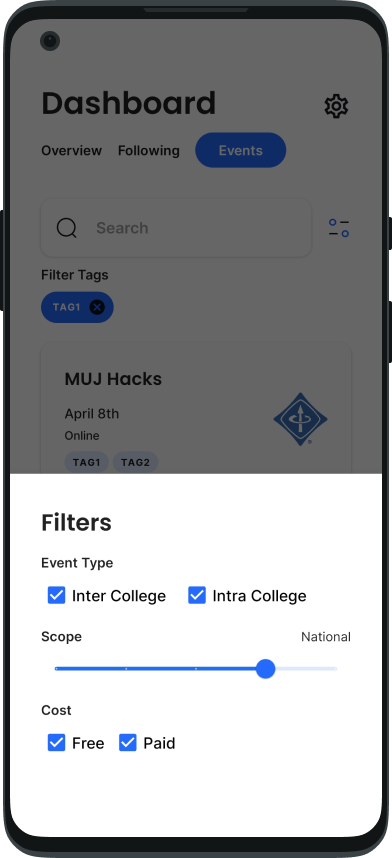 Dashboard
Overview Following Events
Search
Filter Tags
TAG1
MUJ Hacks
April 8th
Online
TAG1 TAG2
Filters
Event Type
Inter College Intra College
Scope National
Cost
Free Paid